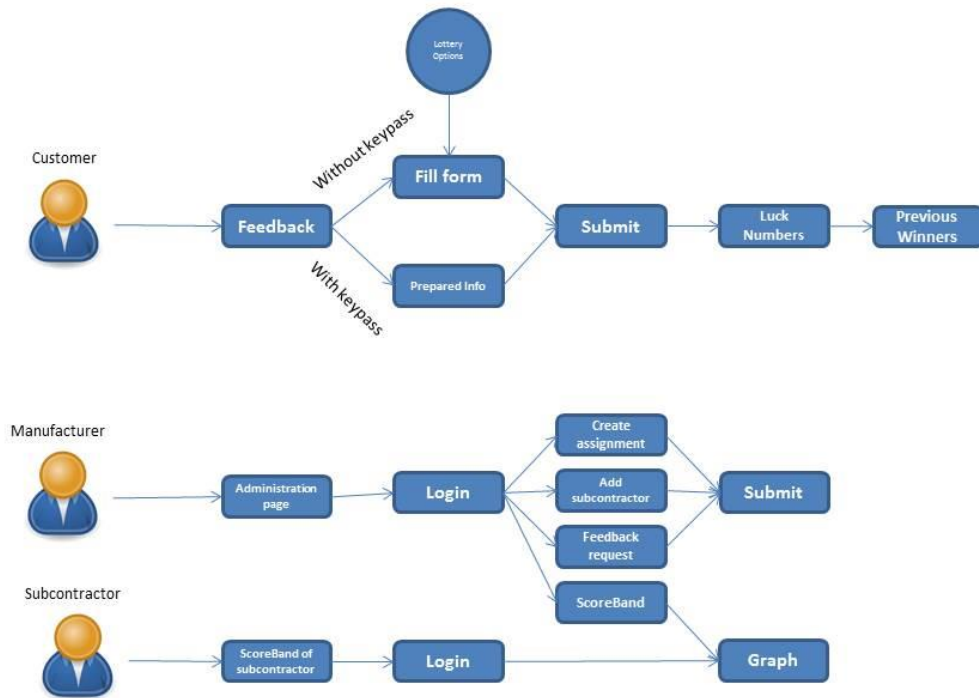 Lottery
Options
Without keypass
Customer
Fill form
Feedback
Submit
Luck
Numbers
Previous
Winners
Prepared Info
With keypass
Manufacturer
Create
assignment
Administration
page
Login
Add
subcontractor
Submit
Feedback
request
Subcontractor
ScoreBand
ScoreBand of
subcontractor
Login
Graph